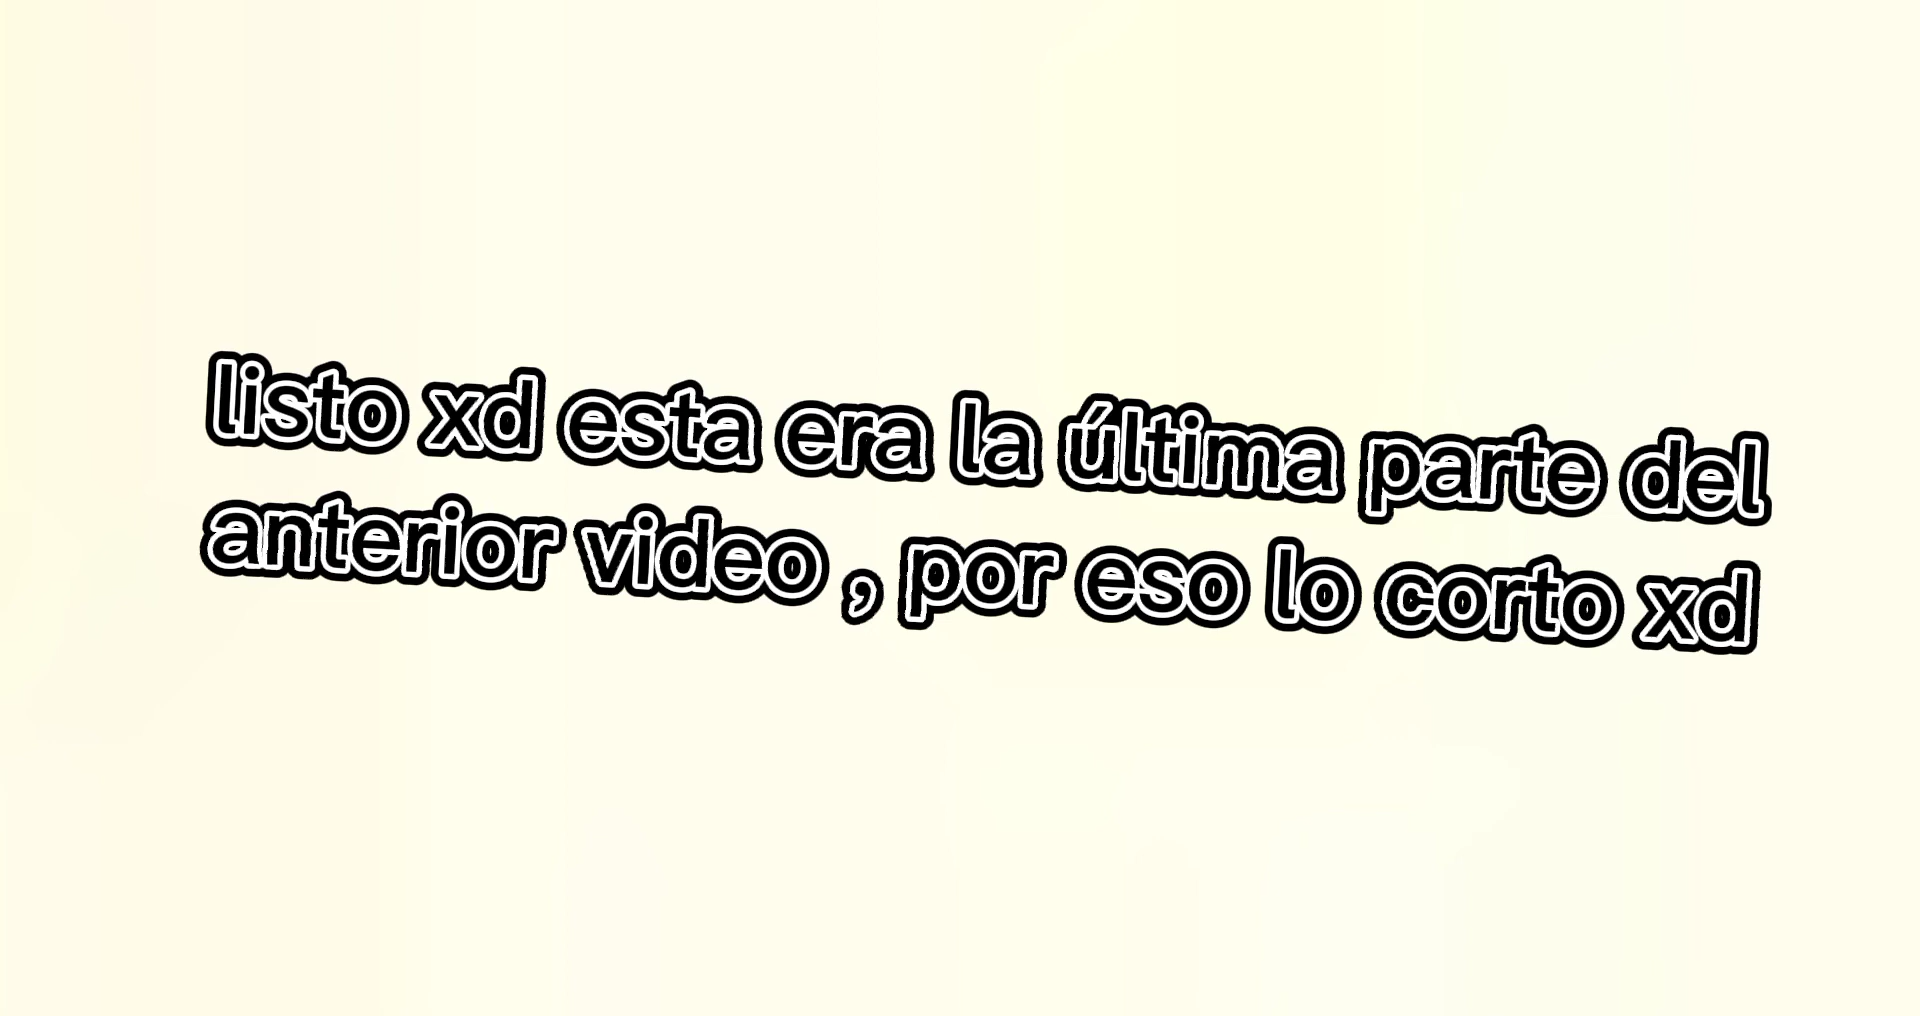 listo xd esta era la última parte del
anterior video , por eso lo corto xd